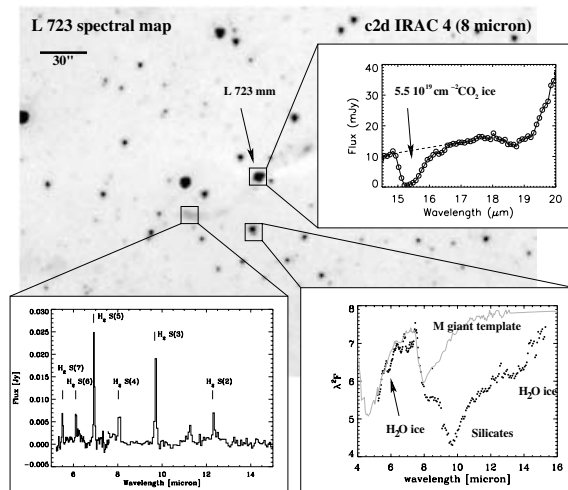 L 723 spectral map
c2d IRAC 4 (8 micron)
30"
L 723 mm
40
30
20
10
0
Flux (mJy)
5.5 10¹⁹ cm⁻² CO₂ ice
15 16 17 18 19 20
Wavelength (μm)
0.030
0.025
0.020
0.015
0.010
0.005
0.000
-0.005
Flux [Jy]
H₂ S(5)
H₂ S(3)
H₂ S(7)
H₂ S(6)
H₂ S(4)
H₂ S(2)
6 8 10 12 14
Wavelength [micron]
8
7
6
5
4
λ²F
M giant template
H₂O ice
H₂O ice
Silicates
4 6 8 10 12 14 16
wavelength [micron]